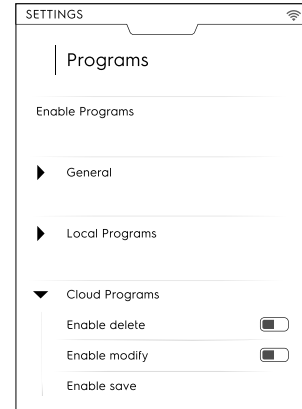 SETTINGS
Programs
Enable Programs
General
Local Programs
Cloud Programs
Enable delete
Enable modify
Enable save